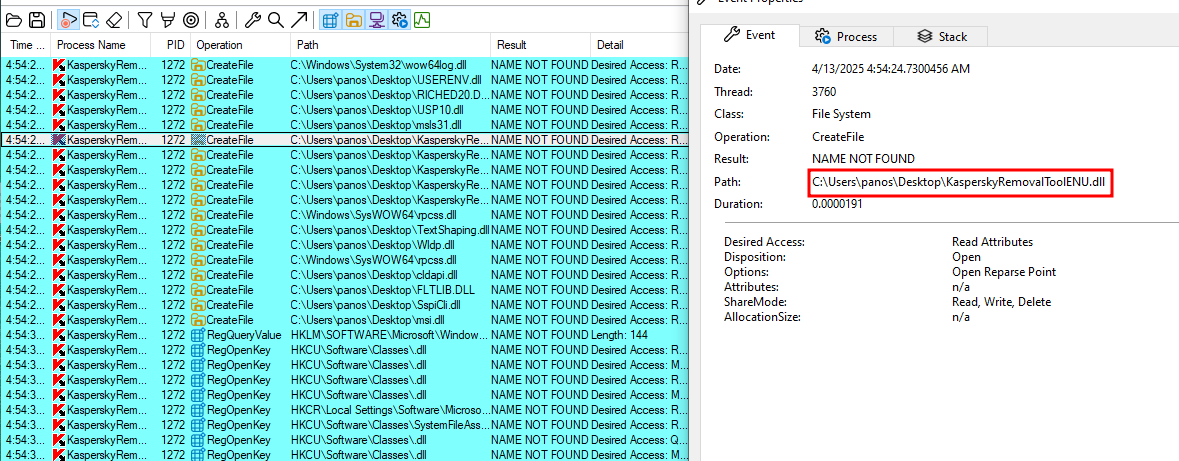 Time ... Process Name PID Operation Path Result Detail
4:54:2... KasperskyRem... 1272 CreateFile C:\Windows\System32\wow64log.dll NAME NOT FOUND Desired Access: R...
4:54:2... KasperskyRem... 1272 CreateFile C:\Users\panos\Desktop\USERENV.dll NAME NOT FOUND Desired Access: R...
4:54:2... KasperskyRem... 1272 CreateFile C:\Users\panos\Desktop\RICHED20.D... NAME NOT FOUND Desired Access: R...
4:54:2... KasperskyRem... 1272 CreateFile C:\Users\panos\Desktop\USP10.dll NAME NOT FOUND Desired Access: R...
4:54:2... KasperskyRem... 1272 CreateFile C:\Users\panos\Desktop\msls31.dll NAME NOT FOUND Desired Access: R...
4:54:2... KasperskyRem... 1272 CreateFile C:\Users\panos\Desktop\KasperskyRe... NAME NOT FOUND Desired Access: R...
4:54:2... KasperskyRem... 1272 CreateFile C:\Users\panos\Desktop\KasperskyRe... NAME NOT FOUND Desired Access: R...
4:54:2... KasperskyRem... 1272 CreateFile C:\Users\panos\Desktop\KasperskyRe... NAME NOT FOUND Desired Access: R...
4:54:2... KasperskyRem... 1272 CreateFile C:\Users\panos\Desktop\KasperskyRe... NAME NOT FOUND Desired Access: R...
4:54:2... KasperskyRem... 1272 CreateFile C:\Users\panos\Desktop\KasperskyRe... NAME NOT FOUND Desired Access: R...
4:54:2... KasperskyRem... 1272 CreateFile C:\Windows\SysWOW64\rpcss.dll NAME NOT FOUND Desired Access: R...
4:54:2... KasperskyRem... 1272 CreateFile C:\Users\panos\Desktop\TextShaping.dll NAME NOT FOUND Desired Access: R...
4:54:2... KasperskyRem... 1272 CreateFile C:\Users\panos\Desktop\Wldp.dll NAME NOT FOUND Desired Access: R...
4:54:2... KasperskyRem... 1272 CreateFile C:\Windows\SysWOW64\rpcss.dll NAME NOT FOUND Desired Access: R...
4:54:2... KasperskyRem... 1272 CreateFile C:\Users\panos\Desktop\cldapi.dll NAME NOT FOUND Desired Access: R...
4:54:2... KasperskyRem... 1272 CreateFile C:\Users\panos\Desktop\FLTLIB.DLL NAME NOT FOUND Desired Access: R...
4:54:2... KasperskyRem... 1272 CreateFile C:\Users\panos\Desktop\SspiCli.dll NAME NOT FOUND Desired Access: R...
4:54:2... KasperskyRem... 1272 CreateFile C:\Users\panos\Desktop\msi.dll NAME NOT FOUND Desired Access: R...
4:54:3... KasperskyRem... 1272 RegQueryValue HKLM\SOFTWARE\Microsoft\Window... NAME NOT FOUND Length: 144
4:54:3... KasperskyRem... 1272 RegOpenKey HKCU\Software\Classes\.dll NAME NOT FOUND Desired Access: R...
4:54:3... KasperskyRem... 1272 RegOpenKey HKCU\Software\Classes\.dll NAME NOT FOUND Desired Access: M...
4:54:3... KasperskyRem... 1272 RegOpenKey HKCU\Software\Classes\.dll NAME NOT FOUND Desired Access: R...
4:54:3... KasperskyRem... 1272 RegOpenKey HKCU\Software\Classes\.dll NAME NOT FOUND Desired Access: M...
4:54:3... KasperskyRem... 1272 RegOpenKey HKCR\Local Settings\Software\Microso... NAME NOT FOUND Desired Access: R...
4:54:3... KasperskyRem... 1272 RegOpenKey HKCU\Software\Classes\SystemFileAss... NAME NOT FOUND Desired Access: R...
4:54:3... KasperskyRem... 1272 RegOpenKey HKCU\Software\Classes\.dll NAME NOT FOUND Desired Access: Q...
4:54:3... KasperskyRem... 1272 RegOpenKey HKCU\Software\Classes\.dll NAME NOT FOUND Desired Access: M...
Event Properties
Event Process Stack
Date: 4/13/2025 4:54:24.7300456 AM
Thread: 3760
Class: File System
Operation: CreateFile
Result: NAME NOT FOUND
Path: C:\Users\panos\Desktop\KasperskyRemovalToolENU.dll
Duration: 0.0000191
Desired Access: Read Attributes
Disposition: Open
Options: Open Reparse Point
Attributes: n/a
ShareMode: Read, Write, Delete
AllocationSize: n/a